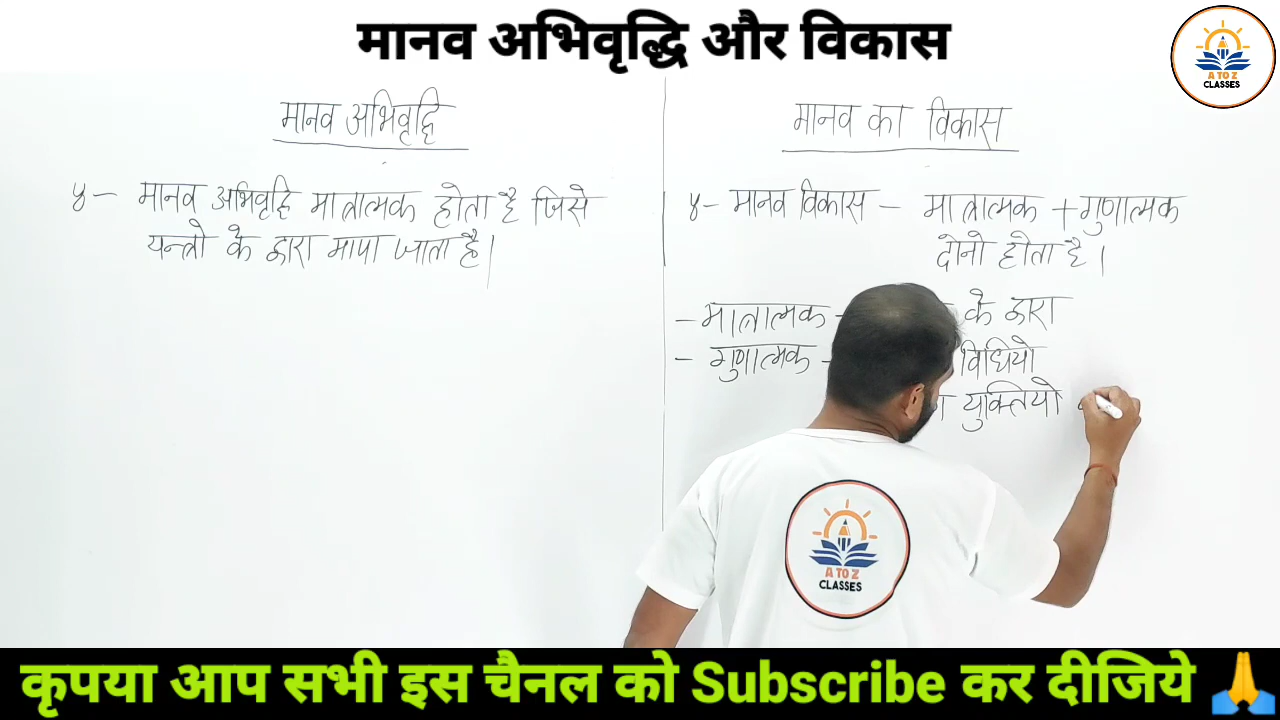 मानव अभिवृद्धि और विकास
A TO Z
CLASSES
मानव अभिवृद्धि
४- मानव अभिवृद्धि मात्रात्मक होता है जिसे
यन्त्रो के द्वारा मापा जाता है।
मानव का विकास
४- मानव विकास - मात्रात्मक + गुणात्मक
दोनो होता है।
- मात्रात्मक - के द्वारा
- गुणात्मक - विधियो
युक्तियो
A TO Z
CLASSES
कृपया आप सभी इस चैनल को Subscribe कर दीजिये